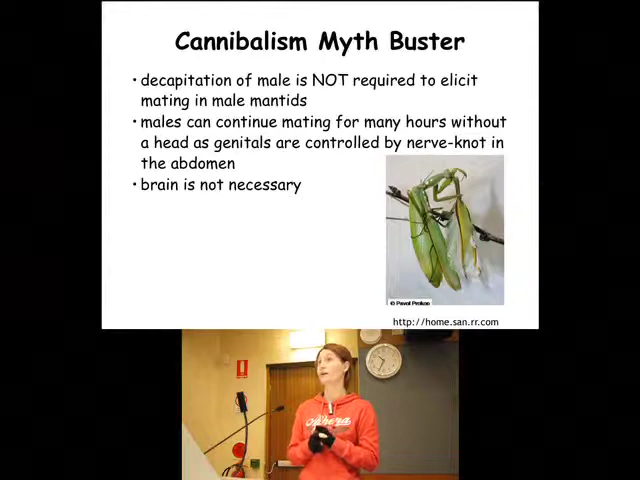 Cannibalism Myth Buster
• decapitation of male is NOT required to elicit
mating in male mantids
• males can continue mating for many hours without
a head as genitals are controlled by nerve-knot in
the abdomen
• brain is not necessary
© Pavol Prokop
http://home.san.rr.com